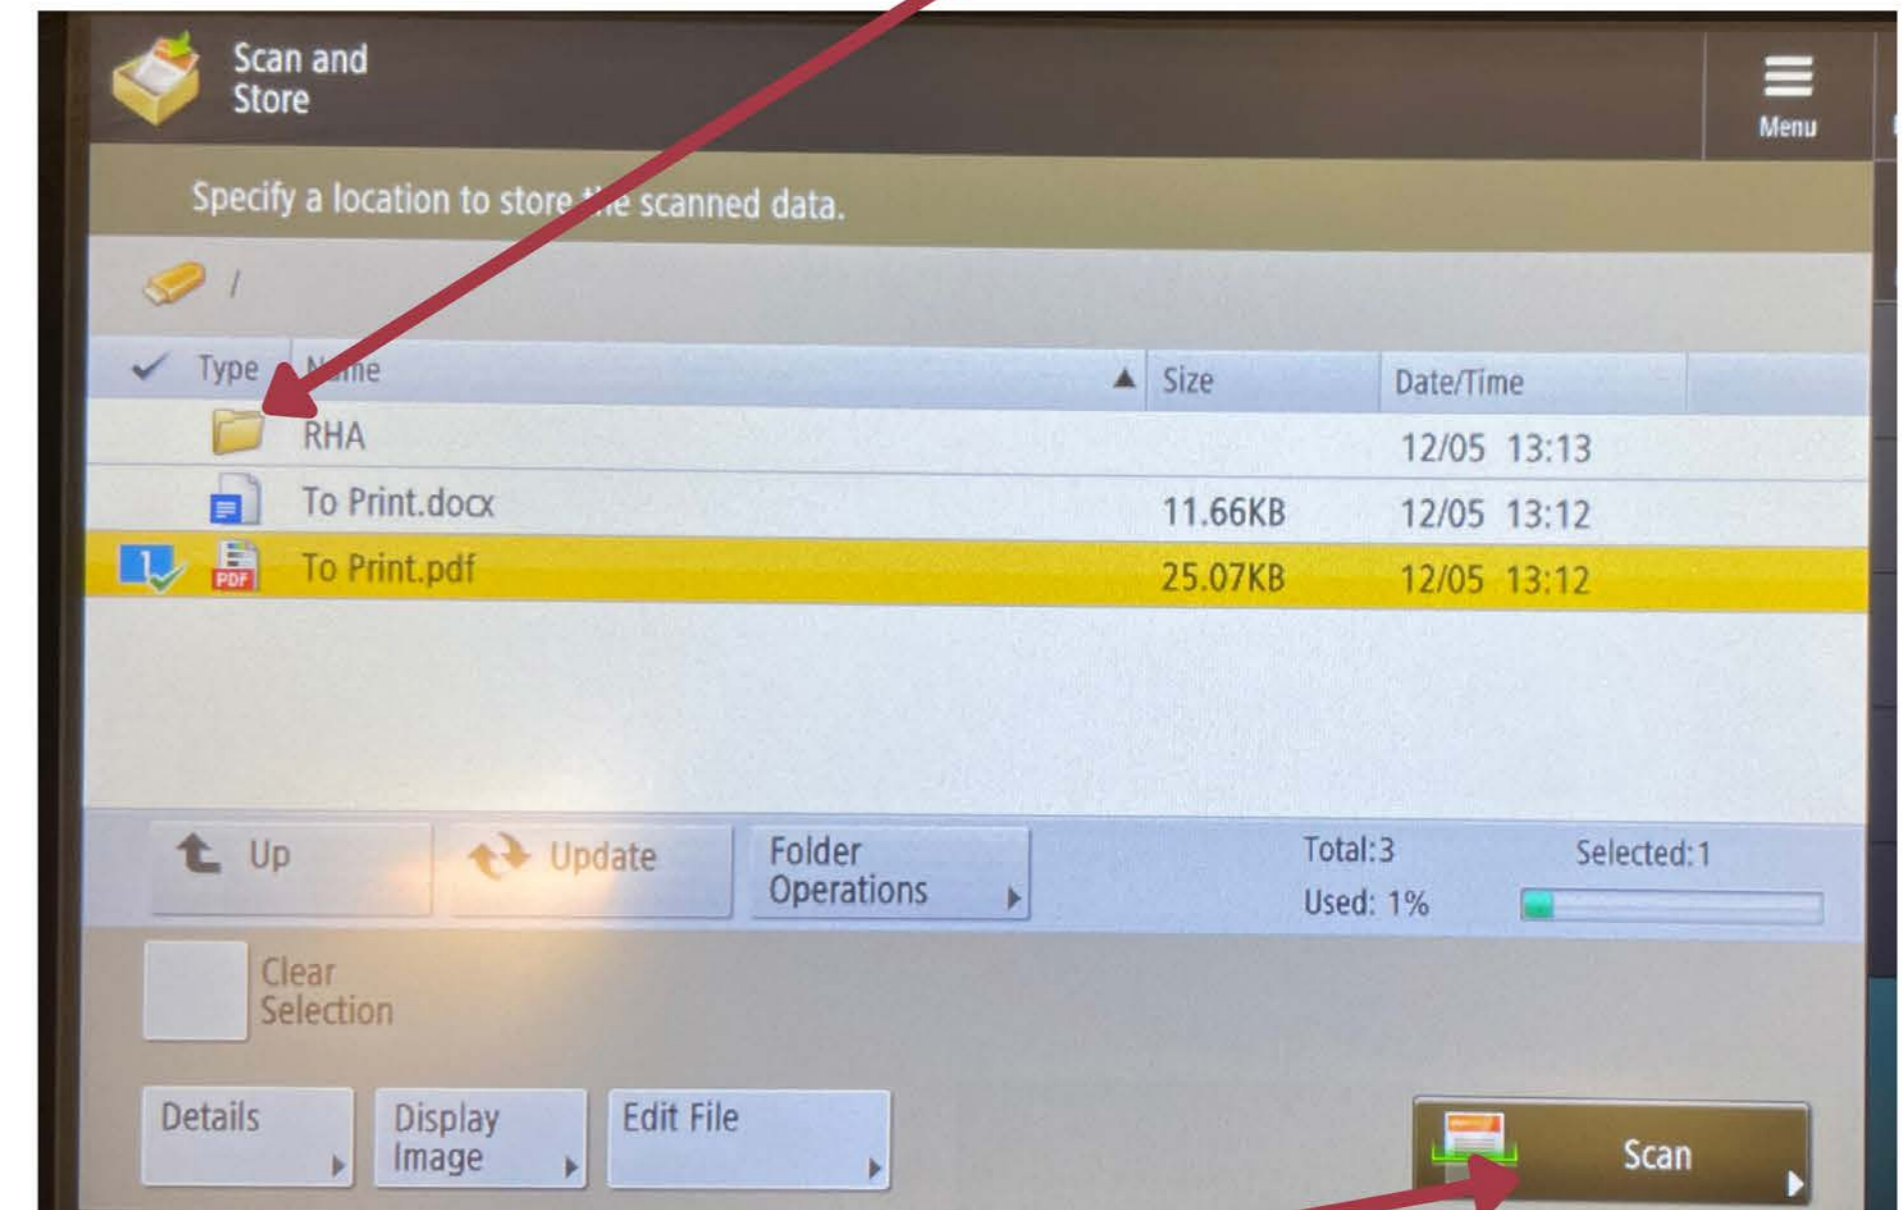 Scan and
Store
Menu
Specify a location to store the scanned data.
/
Type Name Size Date/Time
RHA 12/05 13:13
To Print.docx 11.66KB 12/05 13:12
1 PDF To Print.pdf 25.07KB 12/05 13:12
Up Update Folder
Operations
Total:3 Selected:1
Used: 1%
Clear
Selection
Details Display
Image
Edit File
Scan